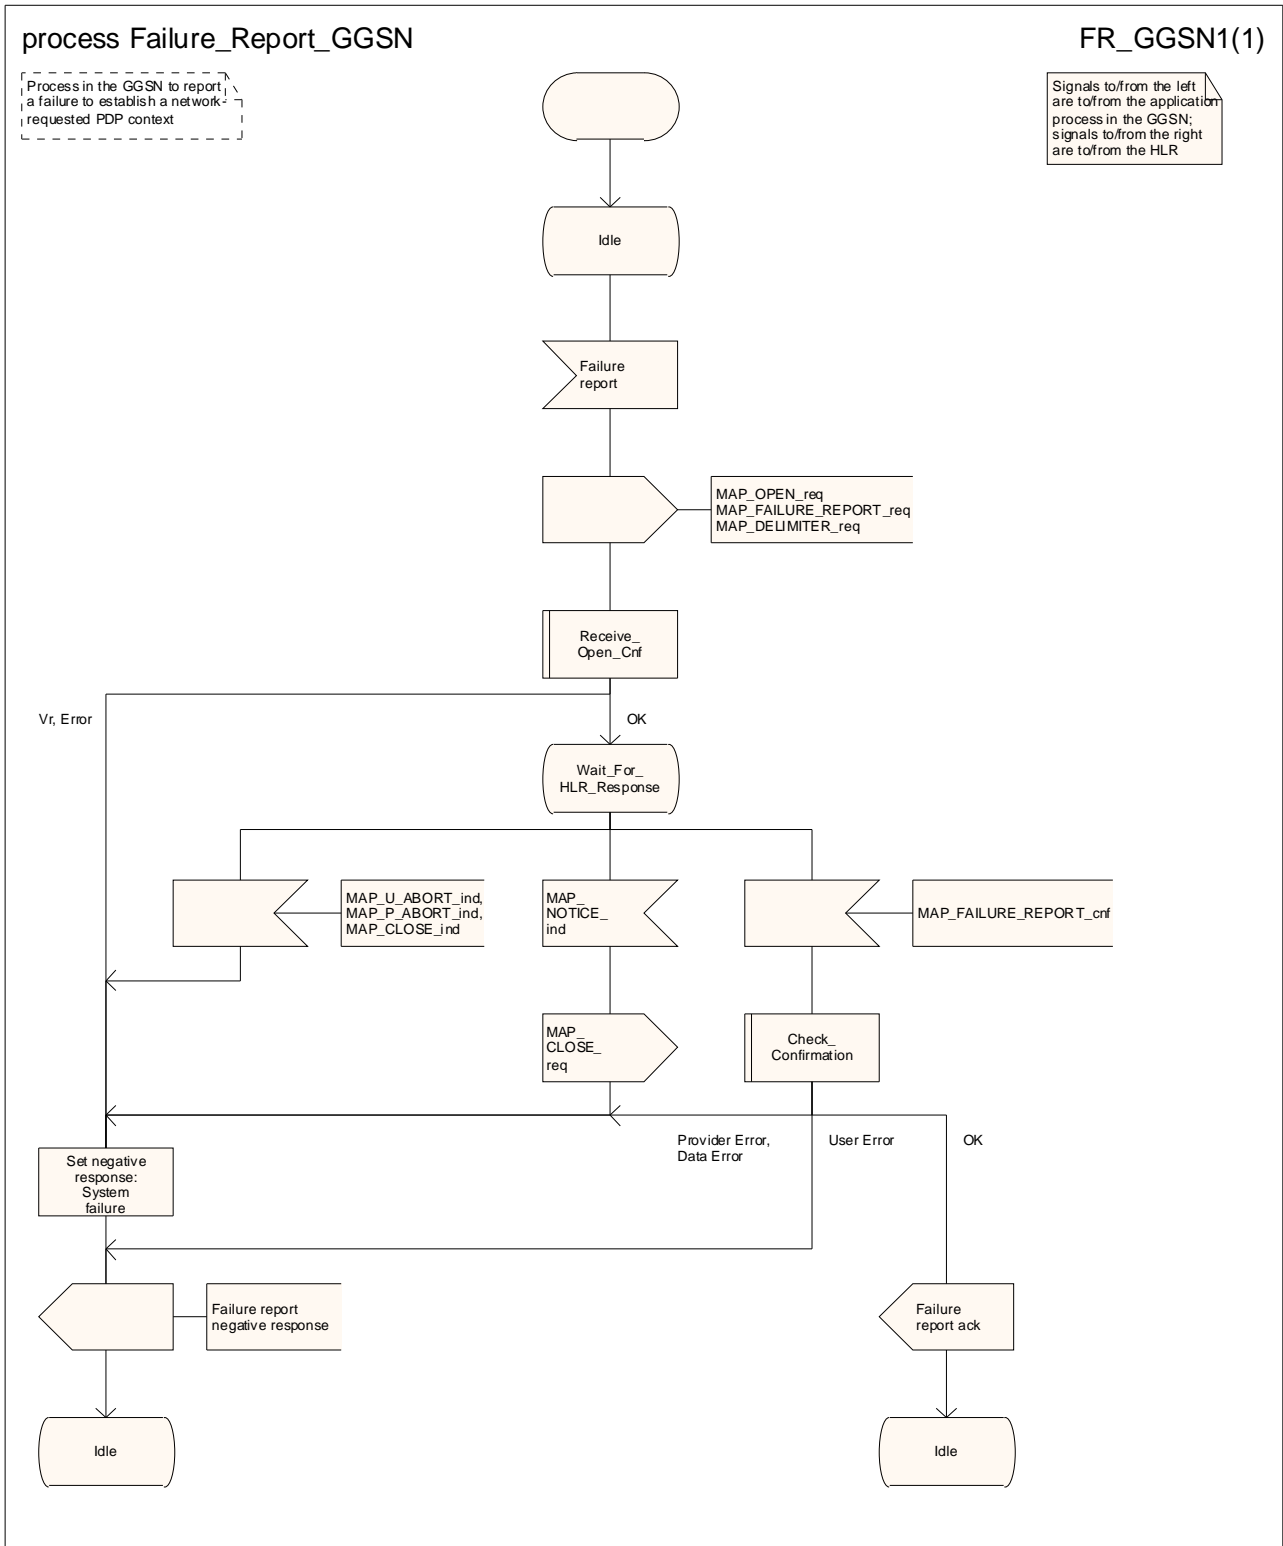 process Failure_Report_GGSN
FR_GGSN1(1)
Process in the GGSN to report
a failure to establish a network-
requested PDP context
Signals to/from the left
are to/from the application
process in the GGSN;
signals to/from the right
are to/from the HLR
Idle
Failure
report
MAP_OPEN_req
MAP_FAILURE_REPORT_req
MAP_DELIMITER_req
Receive_
Open_Cnf
Vr, Error
OK
Wait_For_
HLR_Response
MAP_U_ABORT_ind,
MAP_P_ABORT_ind,
MAP_CLOSE_ind
MAP_
NOTICE_
ind
MAP_FAILURE_REPORT_cnf
MAP_
CLOSE_
req
Check_
Confirmation
Provider Error,
Data Error
User Error
OK
Set negative
response:
System
failure
Failure report
negative response
Failure
report ack
Idle
Idle